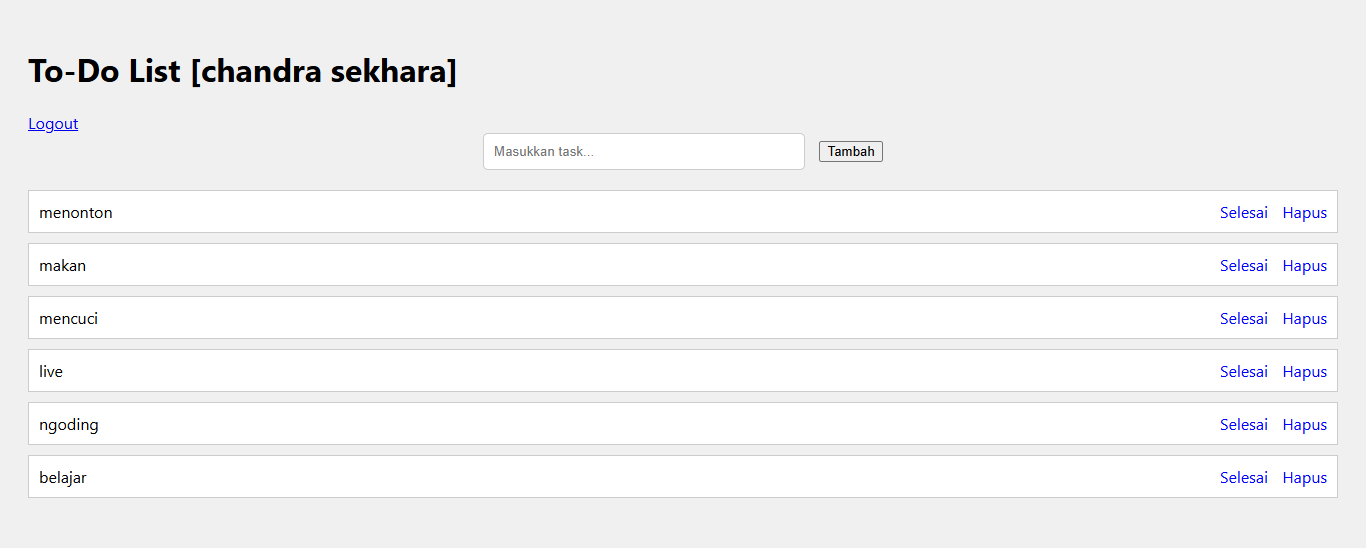 To-Do List [chandra sekhara]
Logout
Masukkan task... Tambah
menonton Selesai Hapus
makan Selesai Hapus
mencuci Selesai Hapus
live Selesai Hapus
ngoding Selesai Hapus
belajar Selesai Hapus